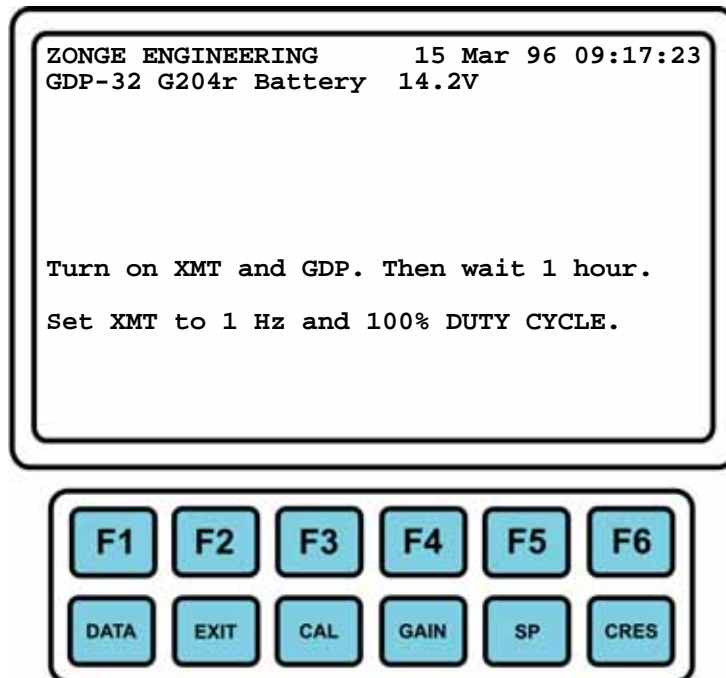 ZONGE ENGINEERING 15 Mar 96 09:17:23
GDP-32 G204r Battery 14.2V
Turn on XMT and GDP. Then wait 1 hour.
Set XMT to 1 Hz and 100% DUTY CYCLE.
F1 F2 F3 F4 F5 F6
DATA EXIT CAL GAIN SP CRES